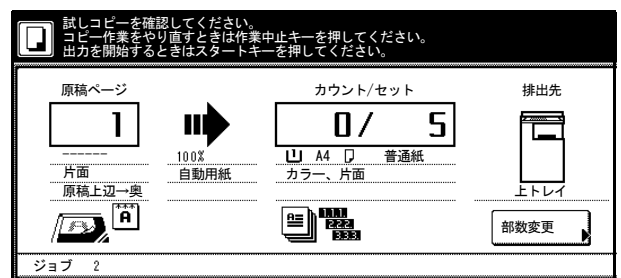 試しコピーを確認してください。
コピー作業をやり直すときは作業中止キーを押してください。
出力を開始するときはスタートキーを押してください。
原稿ページ
カウント/セット
排出先
1
0/ 5
------
100%
A4
普通紙
片面
自動用紙
カラー、片面
原稿上辺→奥
上トレイ
A
A
111
222
333
部数変更
ジョブ 2